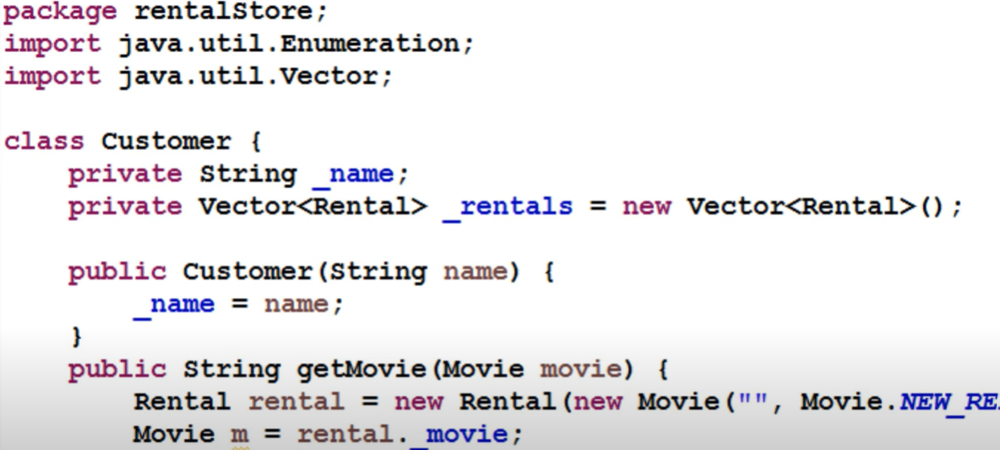 package rentalStore;
import java.util.Enumeration;
import java.util.Vector;
class Customer {
private String _name;
private Vector<Rental> _rentals = new Vector<Rental>();
public Customer(String name) {
_name = name;
}
public String getMovie(Movie movie) {
Rental rental = new Rental(new Movie("", Movie.NEW_RE
Movie m = rental._movie;